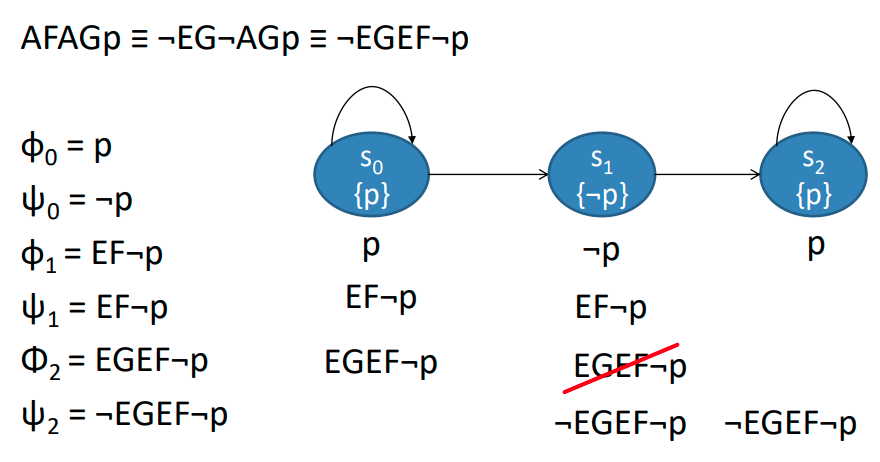 AFAGp ≡ ¬EG¬AGp ≡ ¬EGEF¬p
ϕ₀ = p
ψ₀ = ¬p
ϕ₁ = EF¬p
ψ₁ = EF¬p
Φ₂ = EGEF¬p
ψ₂ = ¬EGEF¬p
s₀ s₁ s₂
{p} {¬p} {p}
p ¬p p
EF¬p EF¬p
EGEF¬p EGEF¬p
¬EGEF¬p ¬EGEF¬p